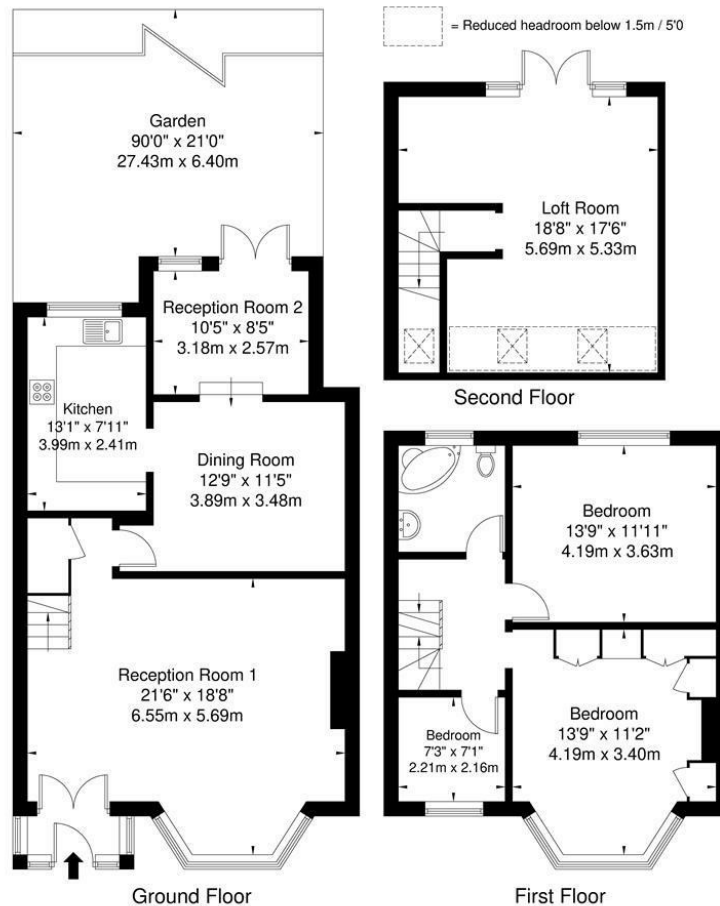 = Reduced headroom below 1.5m / 5'0
Garden
90'0" x 21'0"
27.43m x 6.40m
Reception Room 2
10'5" x 8'5"
3.18m x 2.57m
Kitchen
13'1" x 7'11"
3.99m x 2.41m
Dining Room
12'9" x 11'5"
3.89m x 3.48m
Reception Room 1
21'6" x 18'8"
6.55m x 5.69m
Ground Floor
Loft Room
18'8" x 17'6"
5.69m x 5.33m
Second Floor
Bedroom
13'9" x 11'11"
4.19m x 3.63m
Bedroom
13'9" x 11'2"
4.19m x 3.40m
Bedroom
7'3" x 7'1"
2.21m x 2.16m
First Floor